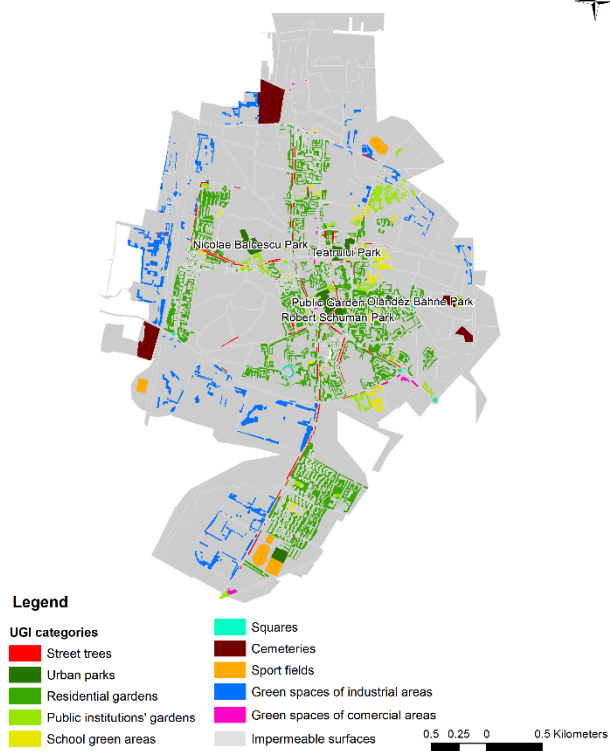 Nicolae Balcescu Park
Teatrului Park
Public Garden
Olandez Bahne Park
Robert Schuman Park
Legend
UGI categories
Street trees
Urban parks
Residential gardens
Public institutions' gardens
School green areas
Squares
Cemeteries
Sport fields
Green spaces of industrial areas
Green spaces of comercial areas
Impermeable surfaces
0.5 0.25 0 0.5 Kilometers